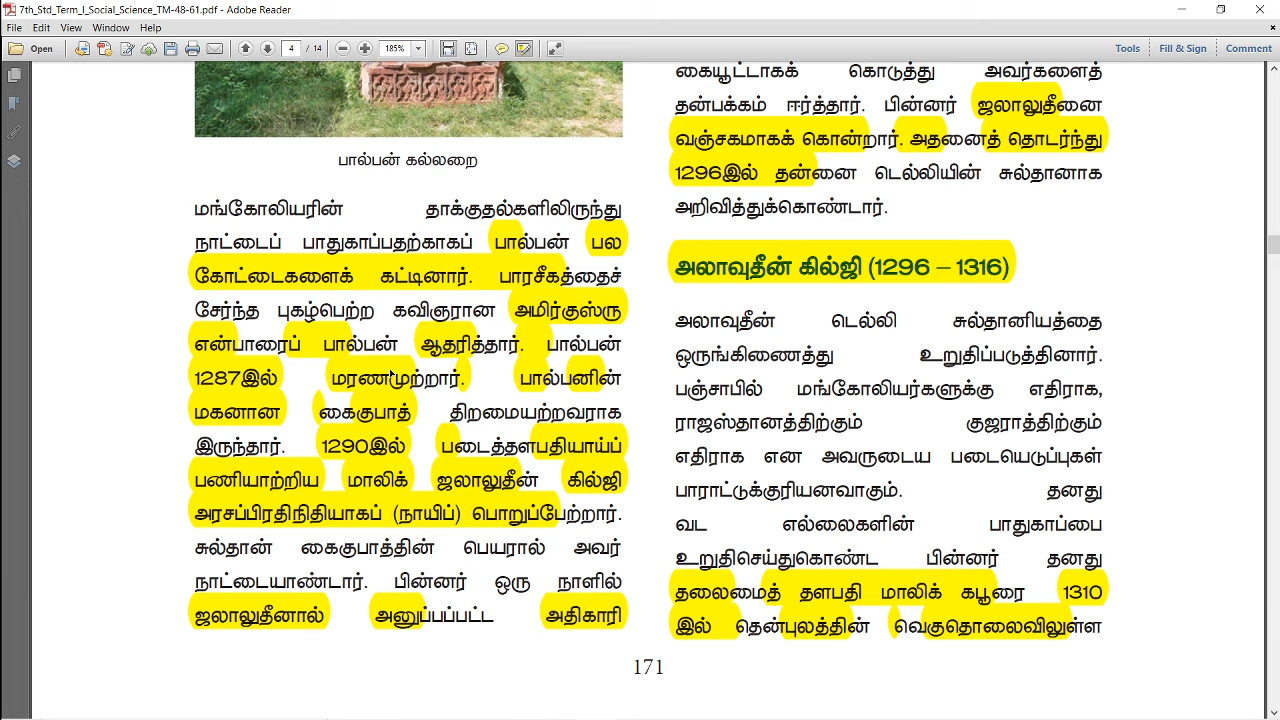 7th_Std_Term_I_Social_Science_TM-48-61.pdf - Adobe Reader
File Edit View Window Help
Open 4 / 14 185% Tools Fill & Sign Comment
பால்பன் கல்லறை
மங்கோலியரின் தாக்குதல்களிலிருந்து
நாட்டைப் பாதுகாப்பதற்காகப் பால்பன் பல
கோட்டைகளைக் கட்டினார். பாரசீகத்தைச்
சேர்ந்த புகழ்பெற்ற கவிஞரான அமிர்குஸ்ரு
என்பாரைப் பால்பன் ஆதரித்தார். பால்பன்
1287இல் மரணமுற்றார். பால்பனின்
மகனான கைகுபாத் திறமையற்றவராக
இருந்தார். 1290இல் படைத்தளபதியாய்ப்
பணியாற்றிய மாலிக் ஜலாலுதீன் கில்ஜி
அரசப்பிரதிநிதியாகப் (நாயிப்) பொறுப்பேற்றார்.
சுல்தான் கைகுபாத்தின் பெயரால் அவர்
நாட்டையாண்டார். பின்னர் ஒரு நாளில்
ஜலாலுதீனால் அனுப்பப்பட்ட அதிகாரி
கையூட்டாகக் கொடுத்து அவர்களைத்
தன்பக்கம் ஈர்த்தார். பின்னர் ஜலாலுதீனை
வஞ்சகமாகக் கொன்றார். அதனைத் தொடர்ந்து
1296இல் தன்னை டெல்லியின் சுல்தானாக
அறிவித்துக்கொண்டார்.
அலாவுதீன் கில்ஜி (1296 – 1316)
அலாவுதீன் டெல்லி சுல்தானியத்தை
ஒருங்கிணைத்து உறுதிப்படுத்தினார்.
பஞ்சாபில் மங்கோலியர்களுக்கு எதிராக,
ராஜஸ்தானத்திற்கும் குஜராத்திற்கும்
எதிராக என அவருடைய படையெடுப்புகள்
பாராட்டுக்குரியனவாகும். தனது
வட எல்லைகளின் பாதுகாப்பை
உறுதிசெய்துகொண்ட பின்னர் தனது
தலைமைத் தளபதி மாலிக் கபூரை 1310
இல் தென்புலத்தின் வெகுதொலைவிலுள்ள
171